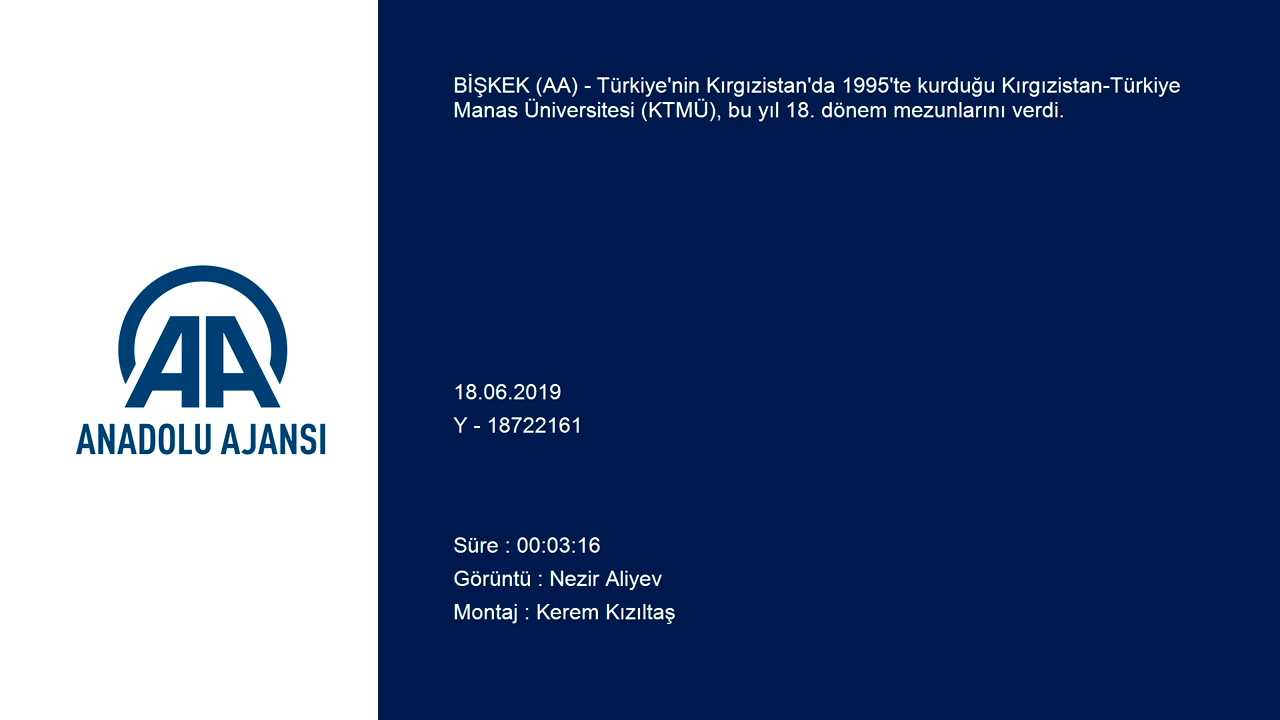 BİŞKEK (AA) - Türkiye'nin Kırgızistan'da 1995'te kurduğu Kırgızistan-Türkiye
Manas Üniversitesi (KTMÜ), bu yıl 18. dönem mezunlarını verdi.
AA
ANADOLU AJANSI
18.06.2019
Y - 18722161
Süre : 00:03:16
Görüntü : Nezir Aliyev
Montaj : Kerem Kızıltaş